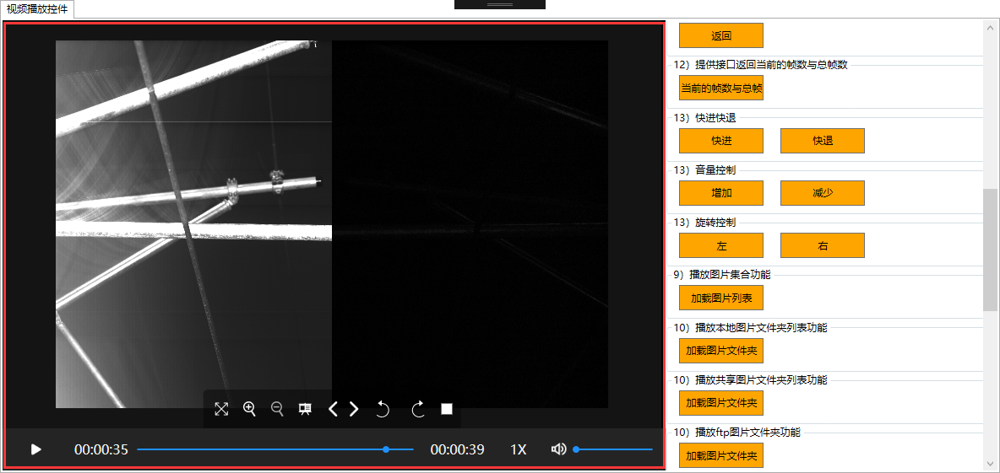 视频播放控件
返回
12）提供接口返回当前的帧数与总帧数
当前的帧数与总帧
13）快进快退
快进 快退
13）音量控制
增加 减少
13）旋转控制
左 右
9）播放图片集合功能
加载图片列表
10）播放本地图片文件夹列表功能
加载图片文件夹
10）播放共享图片文件夹列表功能
加载图片文件夹
10）播放ftp图片文件夹功能
加载图片文件夹
00:00:35 00:00:39 1X